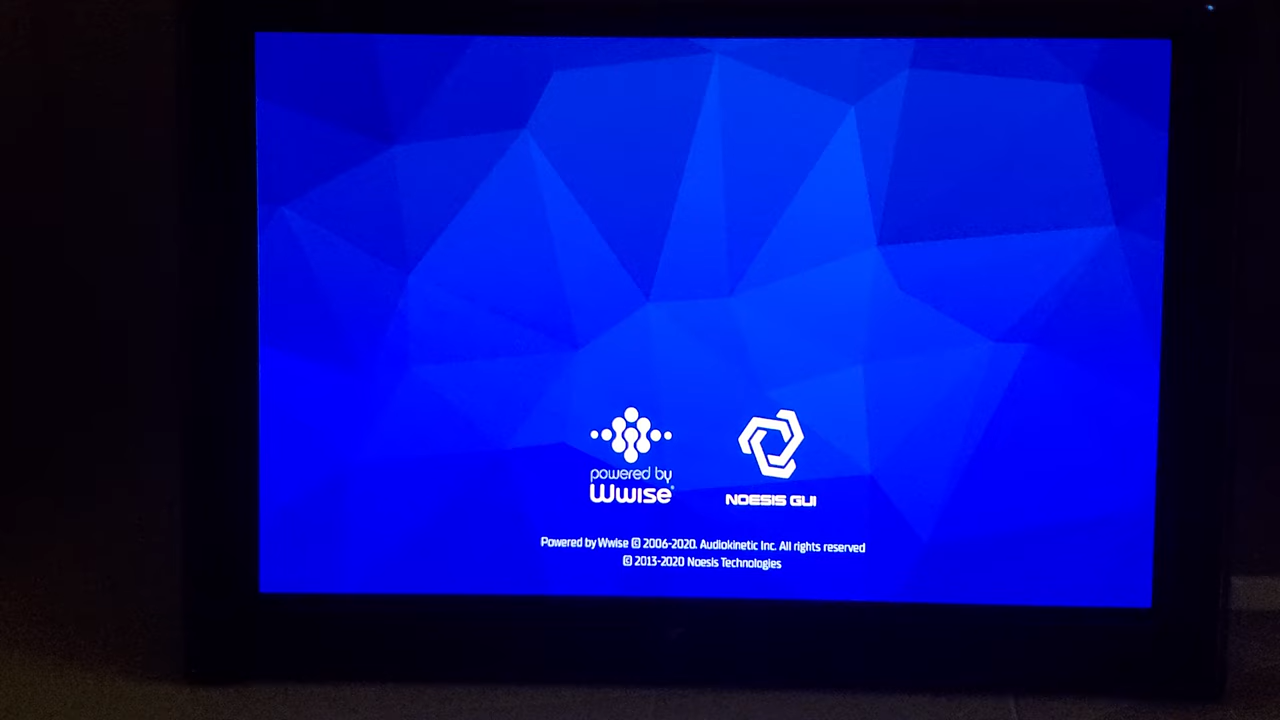 powered by
Wwise®
NOESIS GUI
Powered by Wwise © 2006-2020. Audiokinetic Inc. All rights reserved
© 2013-2020 Noesis Technologies